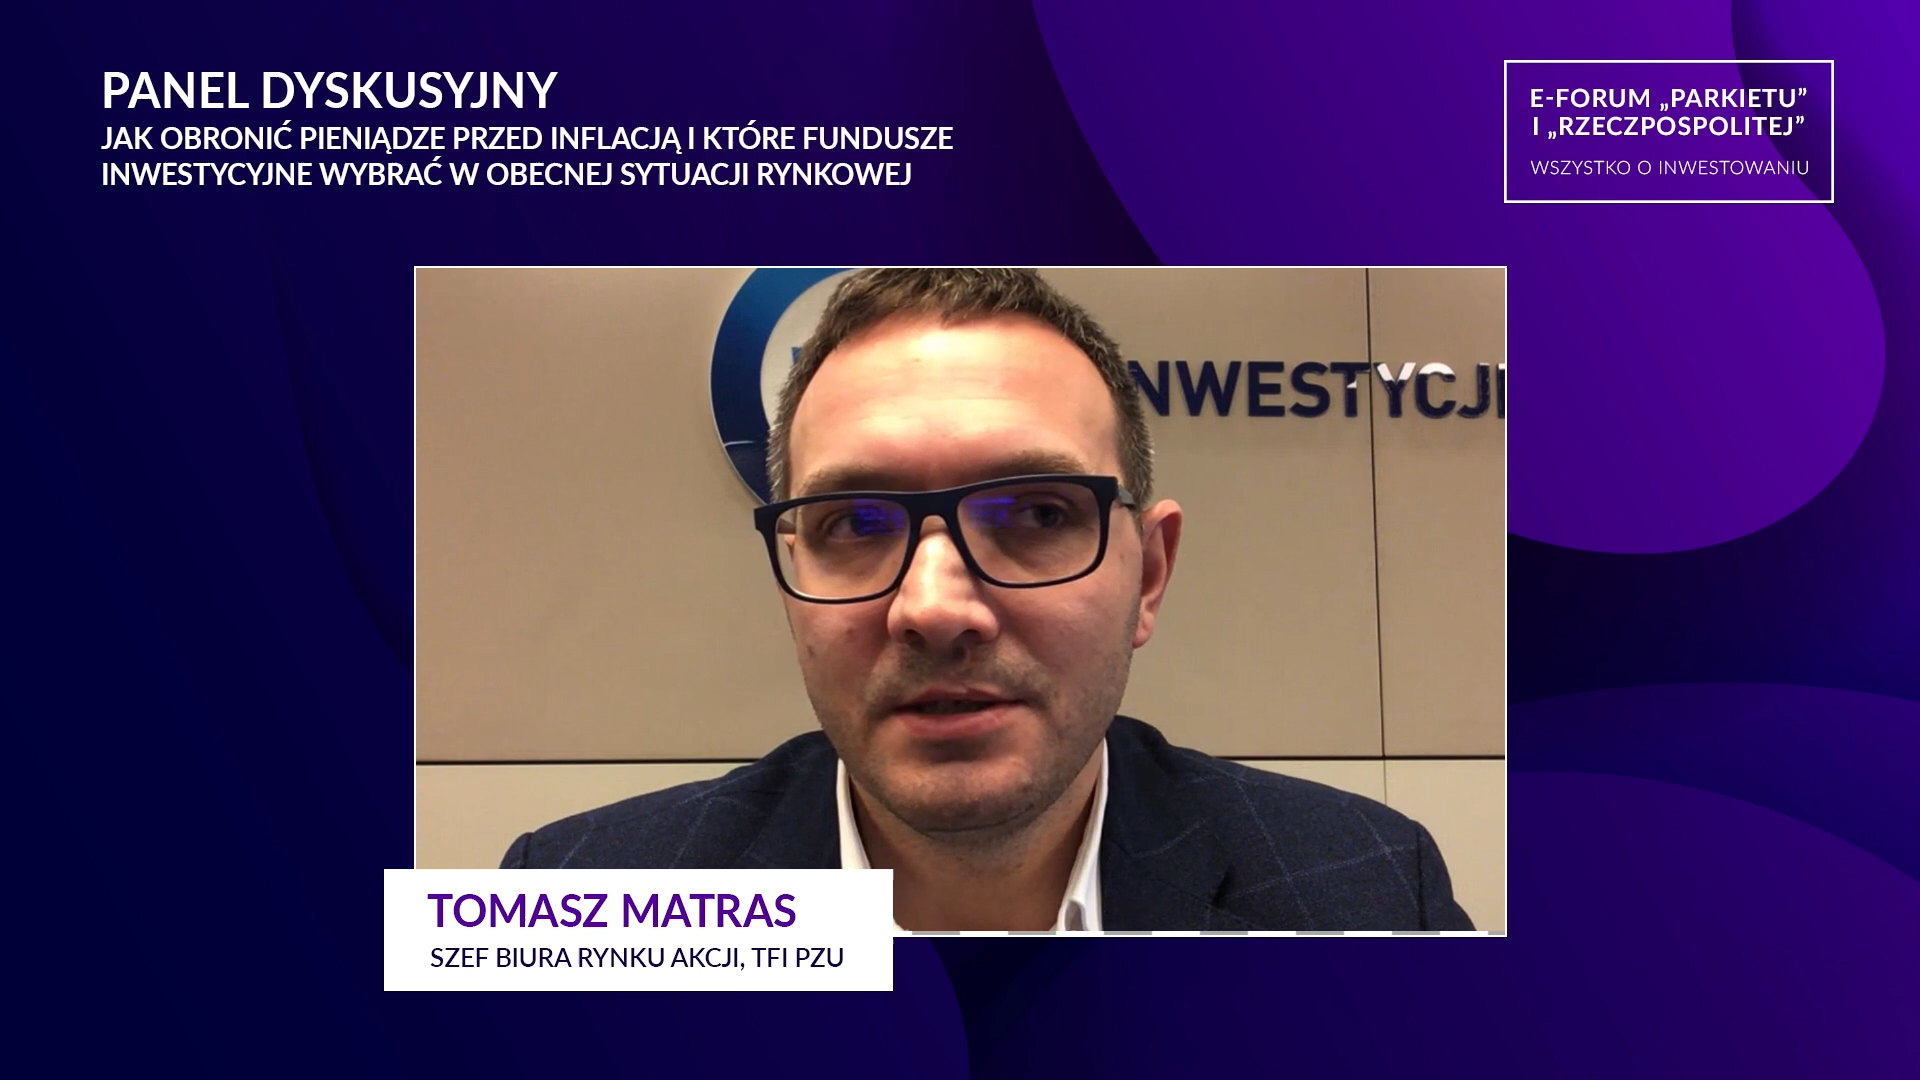 PANEL DYSKUSYJNY
JAK OBRONIĆ PIENIĄDZE PRZED INFLACJĄ I KTÓRE FUNDUSZE
INWESTYCYJNE WYBRAĆ W OBECNEJ SYTUACJI RYNKOWEJ
E-FORUM „PARKIETU”
I „RZECZPOSPOLITEJ”
WSZYSTKO O INWESTOWANIU
NWESTYCJ
TOMASZ MATRAS
SZEF BIURA RYNKU AKCJI, TFI PZU